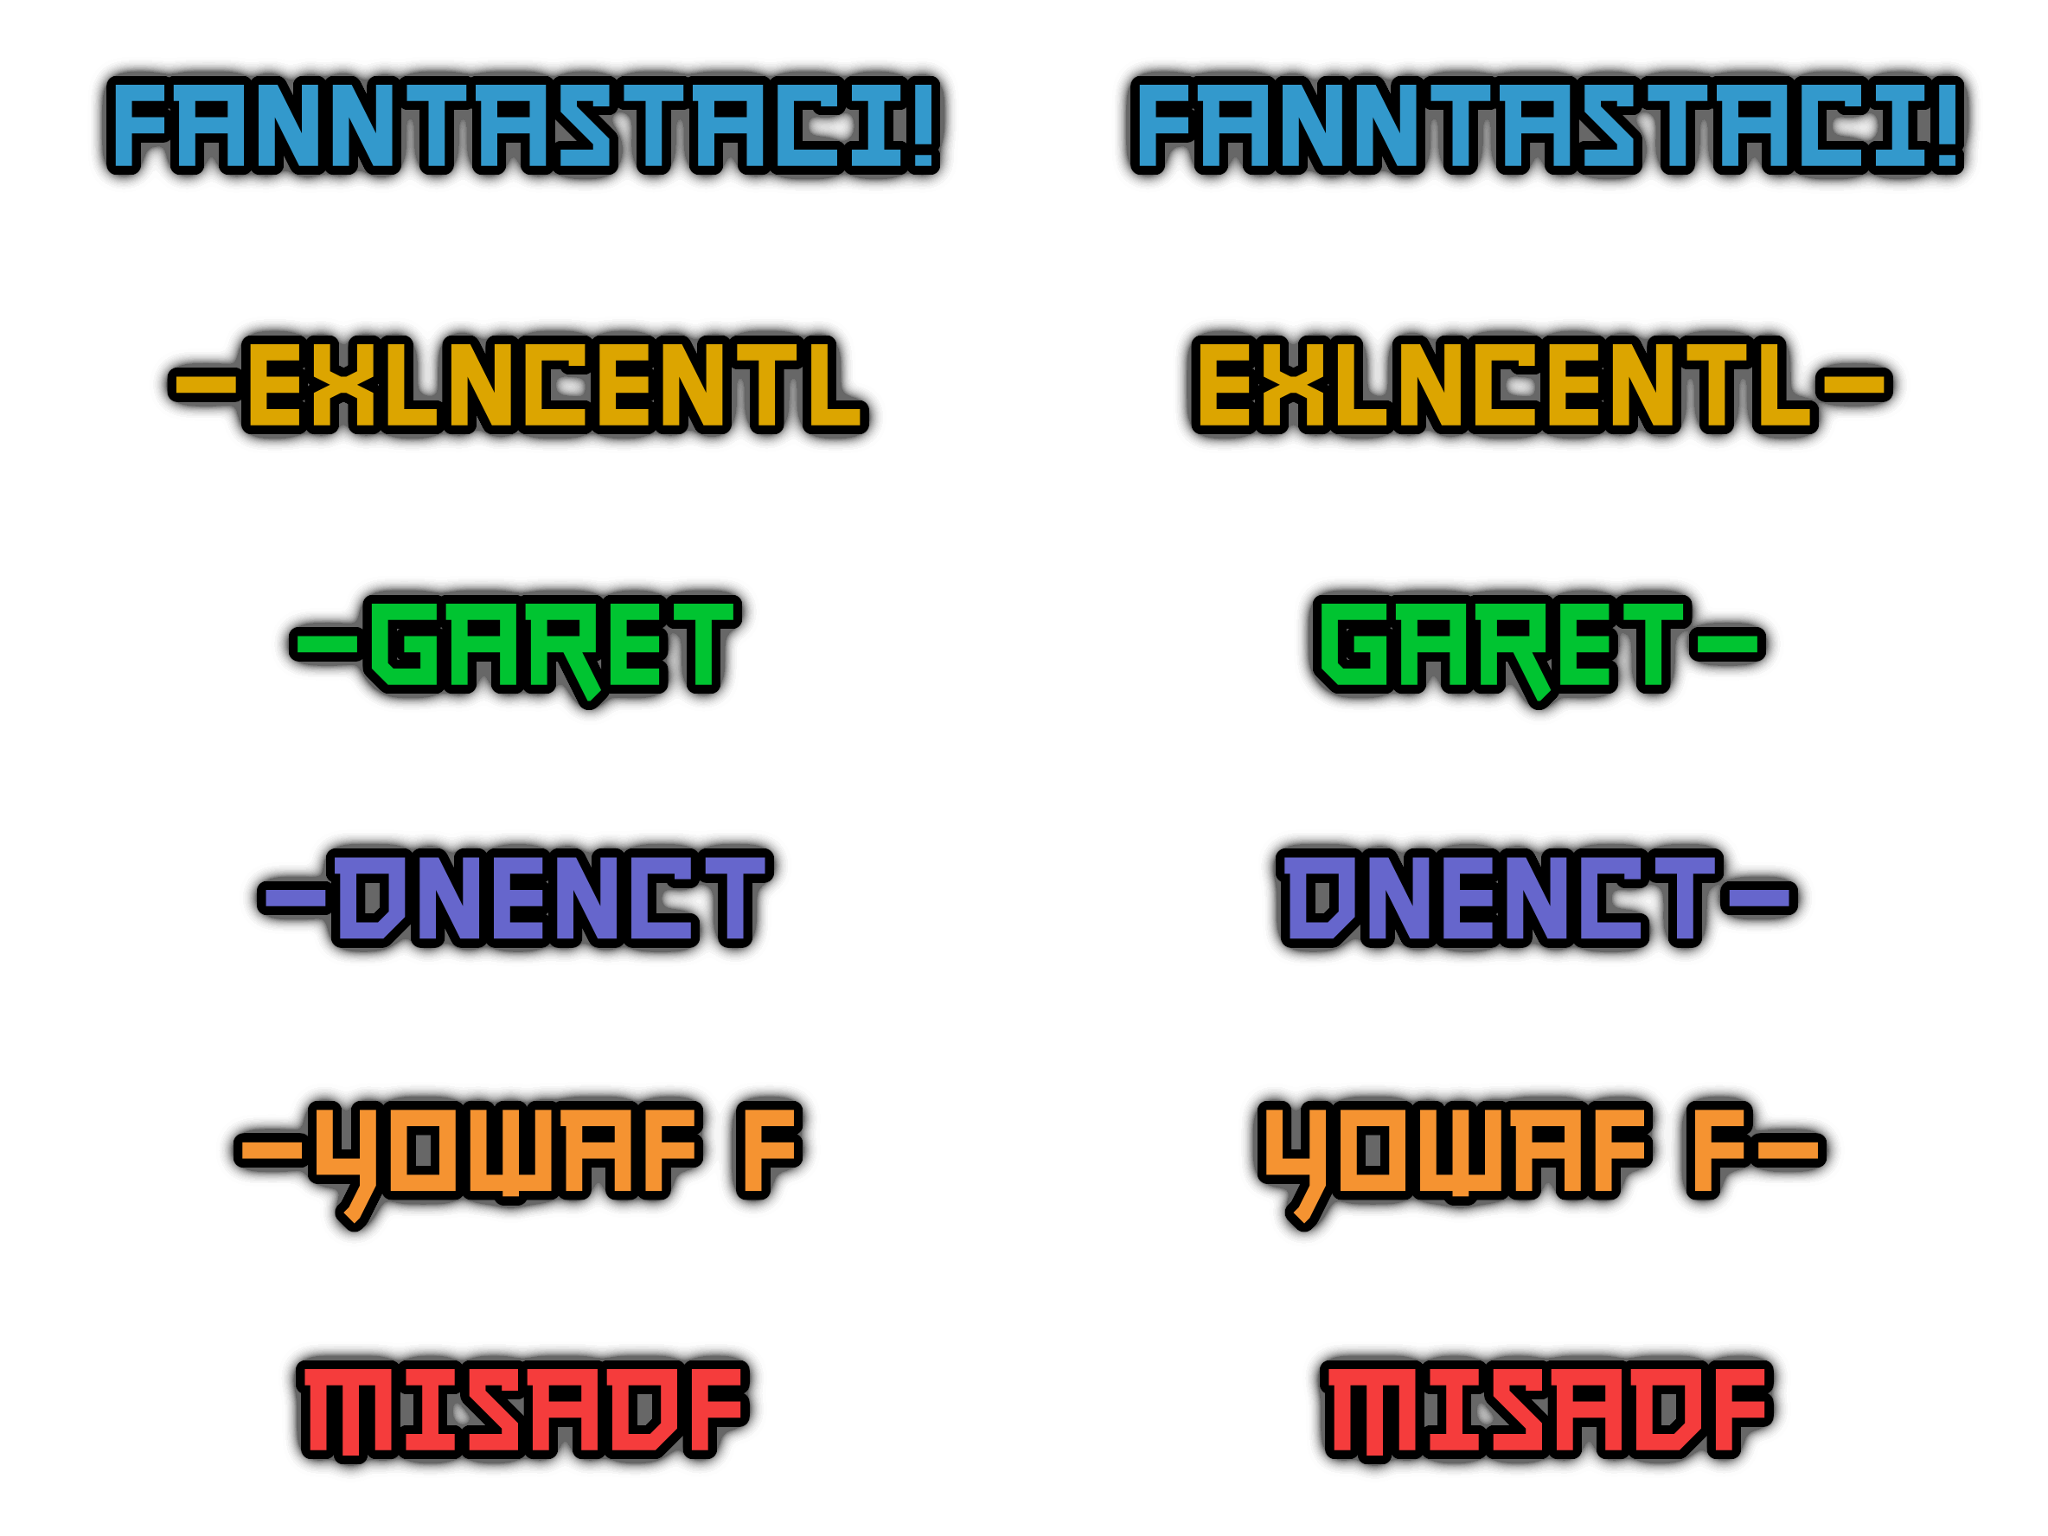 FANNTASTACI! FANNTASTACI!
-EXLNCENTL EXLNCENTL-
-GARET GARET-
-DNENCT DNENCT-
-YOWAF F YOWAF F-
MISADF MISADF